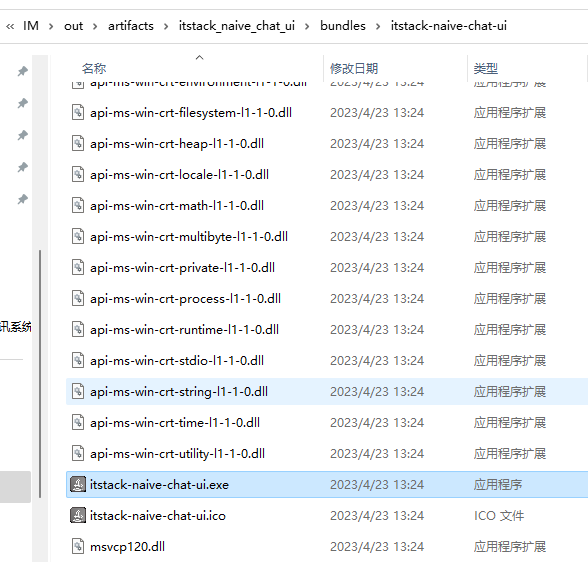 « IM > out > artifacts > itstack_naive_chat_ui > bundles > itstack-naive-chat-ui
名称 修改日期 类型
api-ms-win-crt-environment-l1-1-0.dll 2023/4/23 13:24 应用程序扩展
api-ms-win-crt-filesystem-l1-1-0.dll 2023/4/23 13:24 应用程序扩展
api-ms-win-crt-heap-l1-1-0.dll 2023/4/23 13:24 应用程序扩展
api-ms-win-crt-locale-l1-1-0.dll 2023/4/23 13:24 应用程序扩展
api-ms-win-crt-math-l1-1-0.dll 2023/4/23 13:24 应用程序扩展
api-ms-win-crt-multibyte-l1-1-0.dll 2023/4/23 13:24 应用程序扩展
api-ms-win-crt-private-l1-1-0.dll 2023/4/23 13:24 应用程序扩展
api-ms-win-crt-process-l1-1-0.dll 2023/4/23 13:24 应用程序扩展
讯系统
api-ms-win-crt-runtime-l1-1-0.dll 2023/4/23 13:24 应用程序扩展
api-ms-win-crt-stdio-l1-1-0.dll 2023/4/23 13:24 应用程序扩展
api-ms-win-crt-string-l1-1-0.dll 2023/4/23 13:24 应用程序扩展
api-ms-win-crt-time-l1-1-0.dll 2023/4/23 13:24 应用程序扩展
api-ms-win-crt-utility-l1-1-0.dll 2023/4/23 13:24 应用程序扩展
itstack-naive-chat-ui.exe 2023/4/23 13:24 应用程序
itstack-naive-chat-ui.ico 2023/4/23 13:24 ICO 文件
msvcp120.dll 2023/4/23 13:24 应用程序扩展